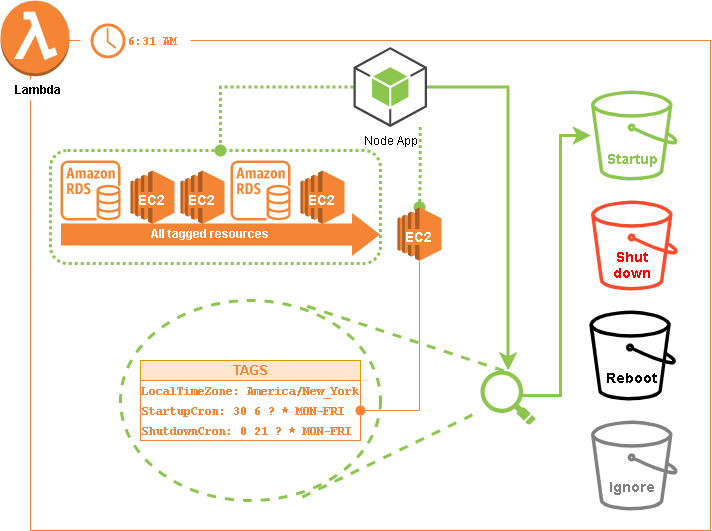 6:31 AM
Lambda
Node App
Amazon
RDS
EC2
EC2
Amazon
RDS
EC2
All tagged resources
EC2
Startup
Shut
down
Reboot
Ignore
TAGS
LocalTimeZone: America/New_York
StartupCron: 30 6 ? * MON-FRI
ShutdownCron: 0 21 ? * MON-FRI